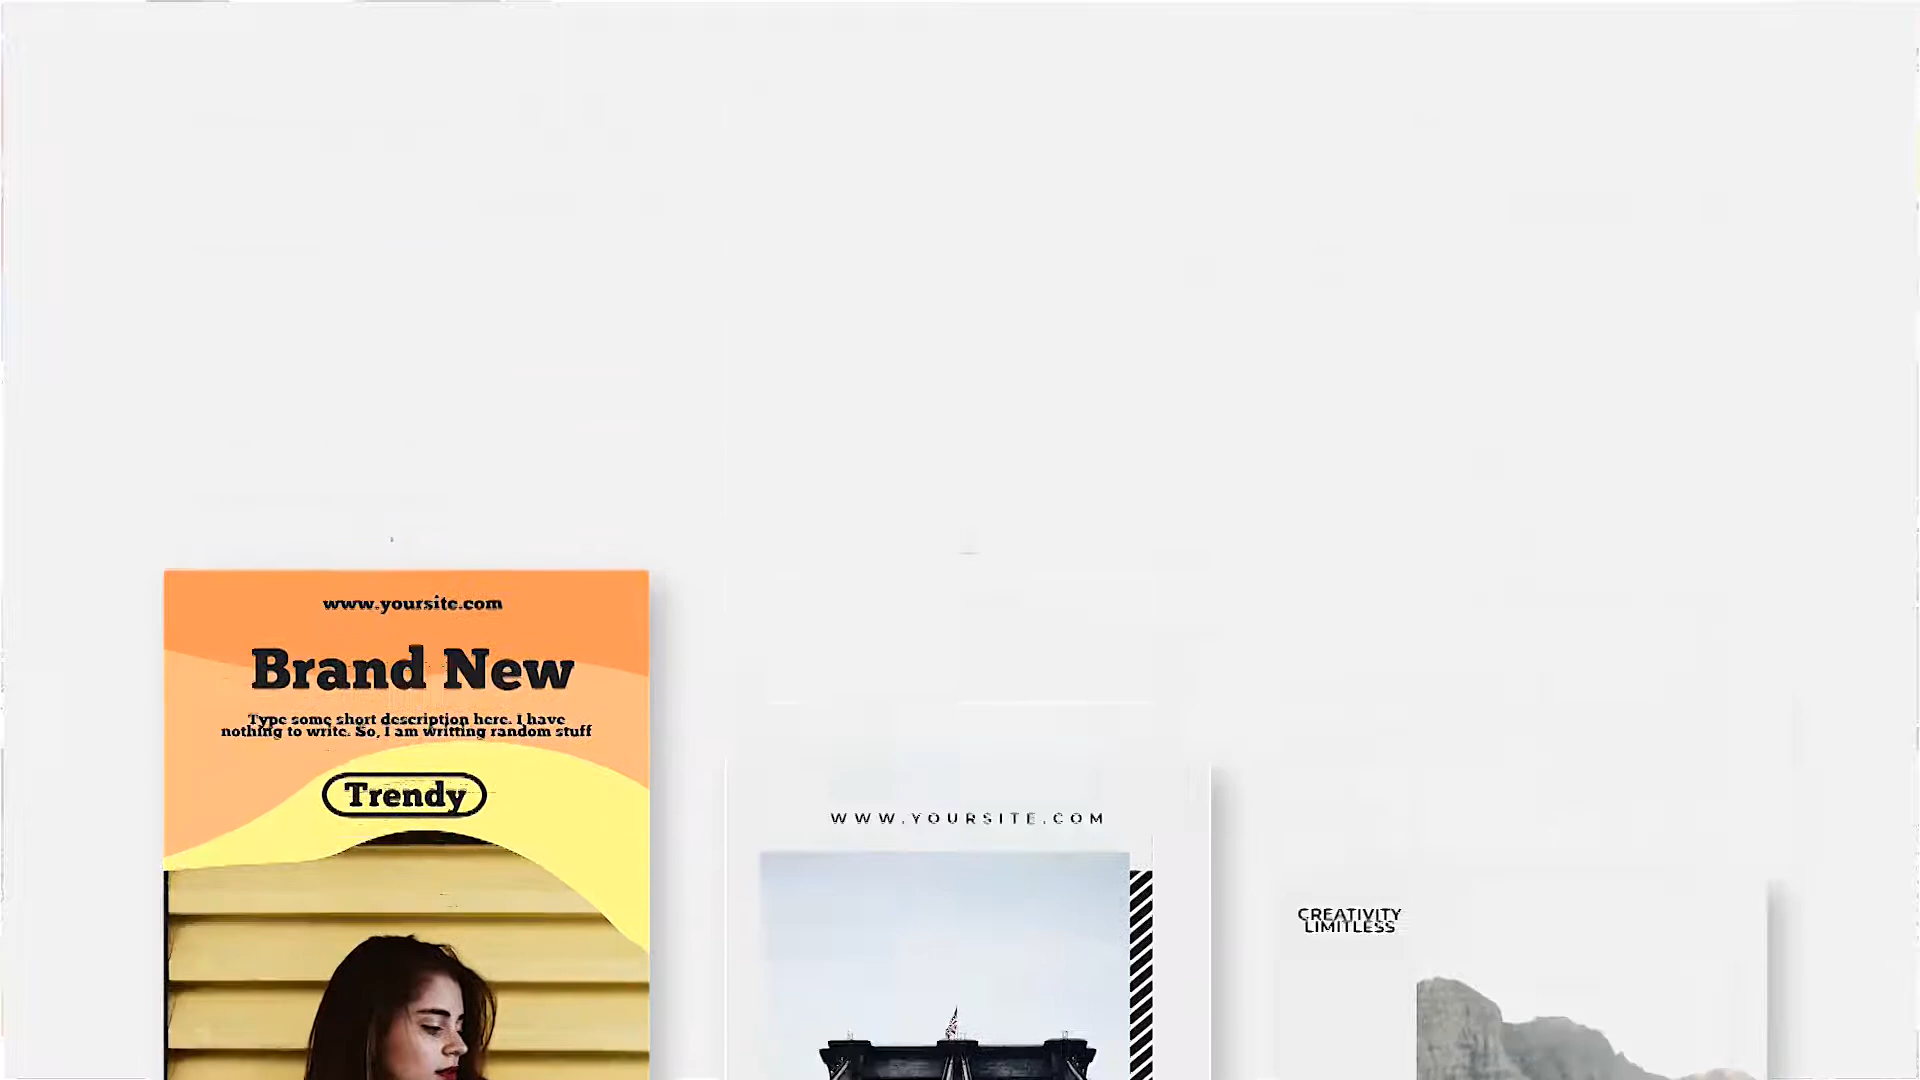 www.yoursite.com
Brand New
Type some short description here. I have
nothing to write. So, I am writting random stuff
Trendy
WWW.YOURSITE.COM
CREATIVITY
LIMITLESS